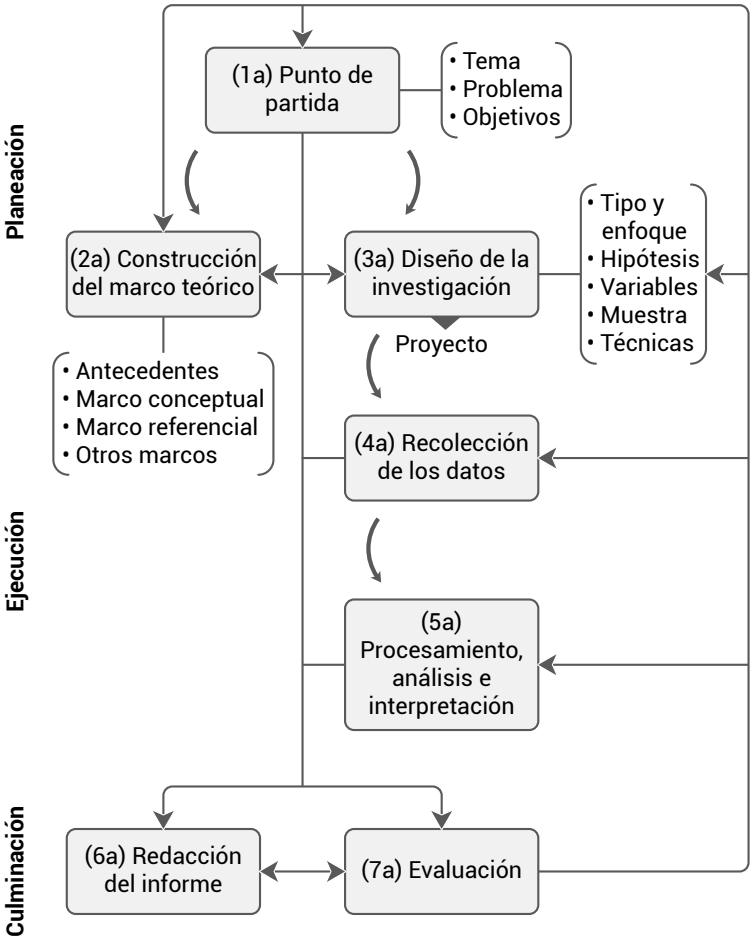 (1a) Punto de
partida
• Tema
• Problema
• Objetivos
Planeación
(2a) Construcción
del marco teórico
(3a) Diseño de la
investigación
• Tipo y
enfoque
• Hipótesis
• Variables
• Muestra
• Técnicas
Proyecto
• Antecedentes
• Marco conceptual
• Marco referencial
• Otros marcos
(4a) Recolección
de los datos
Ejecución
(5a)
Procesamiento,
análisis e
interpretación
Culminación
(6a) Redacción
del informe
(7a) Evaluación